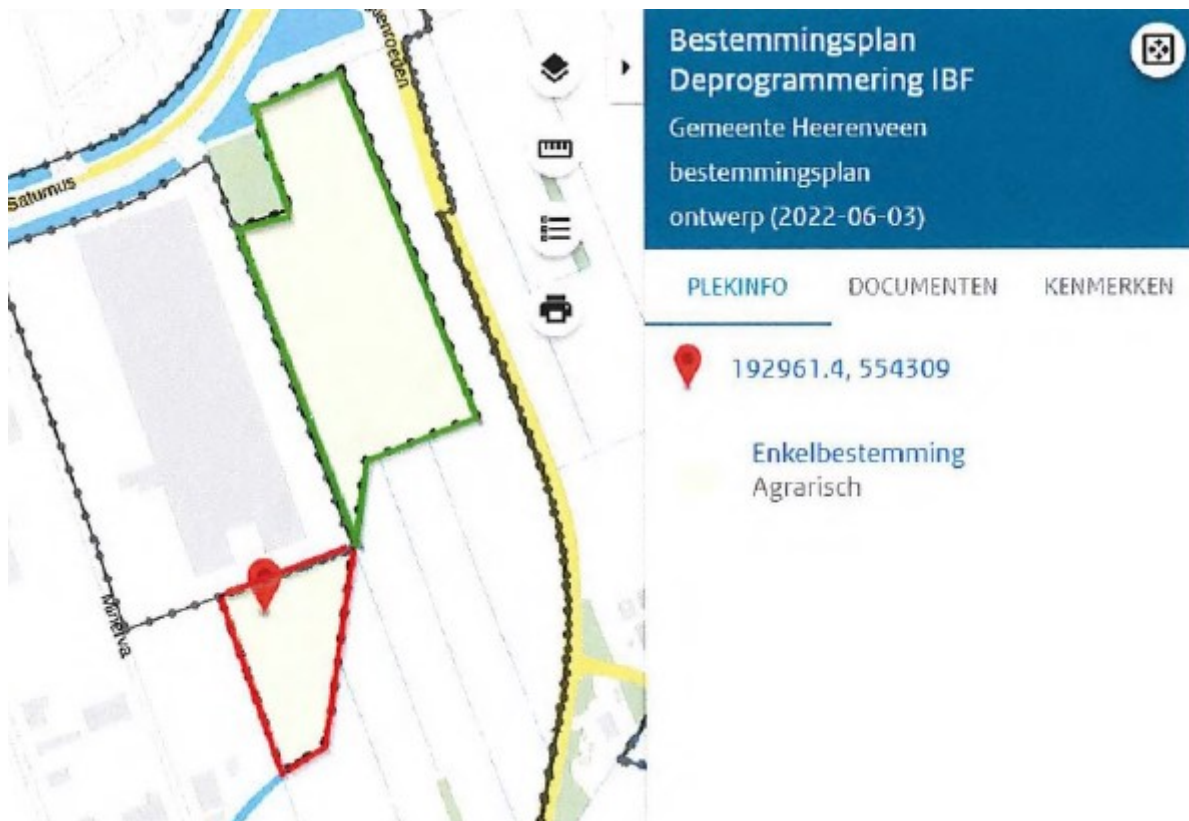 Saturnus
Minerva
Bestemmingsplan
Deprogrammering IBF
Gemeente Heerenveen
bestemmingsplan
ontwerp (2022-06-03)
PLEKINFO DOCUMENTEN KENMERKEN
192961.4, 554309
Enkelbestemming
Agrarisch